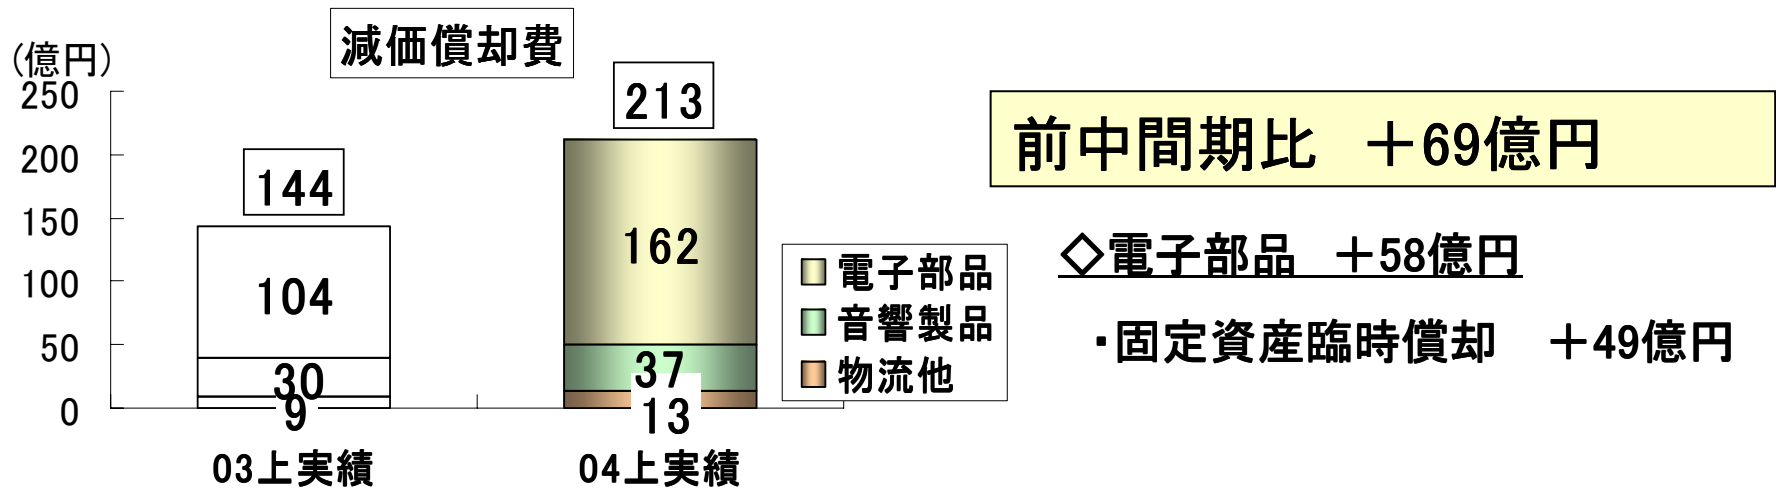 減価償却費
(億円)
250
200
150
100
50
0
144
104
30
9
213
162
37
13
03上実績
04上実績
電子部品
音響製品
物流他
前中間期比　＋69億円
◇電子部品　＋58億円
・固定資産臨時償却　＋49億円